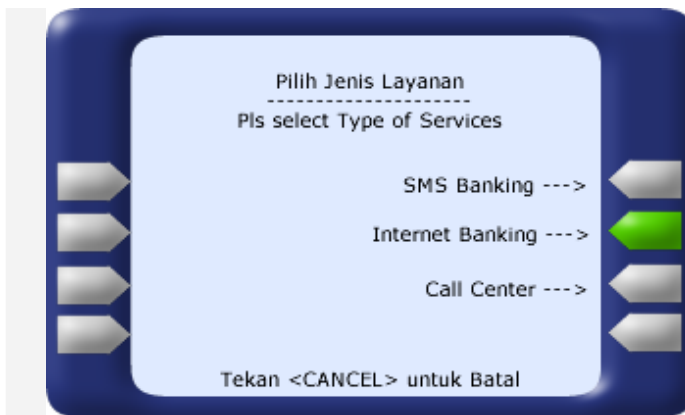 Pilih Jenis Layanan
---------------------
Pls select Type of Services
SMS Banking --->
Internet Banking --->
Call Center --->
Tekan <CANCEL> untuk Batal